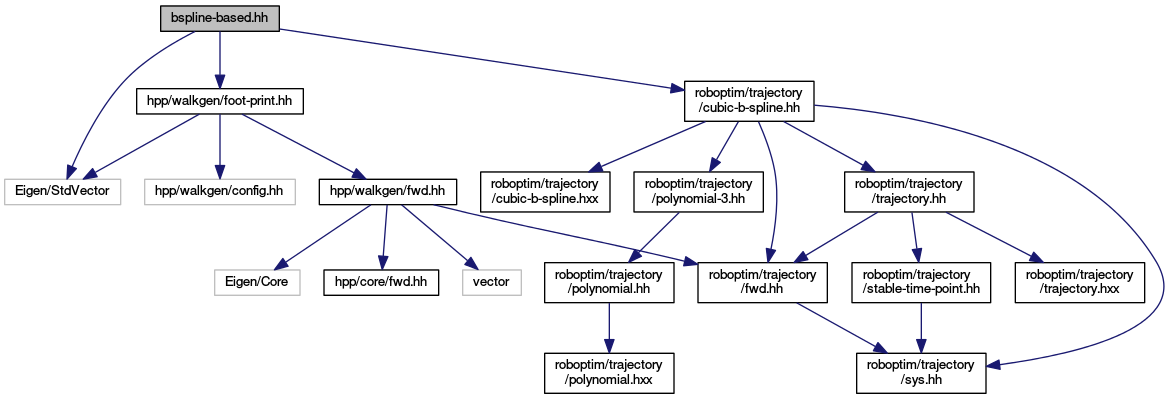 bspline-based.hh
hpp/walkgen/foot-print.hh
roboptim/trajectory
/cubic-b-spline.hh
Eigen/StdVector
hpp/walkgen/config.hh
hpp/walkgen/fwd.hh
roboptim/trajectory
/cubic-b-spline.hxx
roboptim/trajectory
/polynomial-3.hh
roboptim/trajectory
/trajectory.hh
Eigen/Core
hpp/core/fwd.hh
vector
roboptim/trajectory
/polynomial.hh
roboptim/trajectory
/fwd.hh
roboptim/trajectory
/stable-time-point.hh
roboptim/trajectory
/trajectory.hxx
roboptim/trajectory
/polynomial.hxx
roboptim/trajectory
/sys.hh